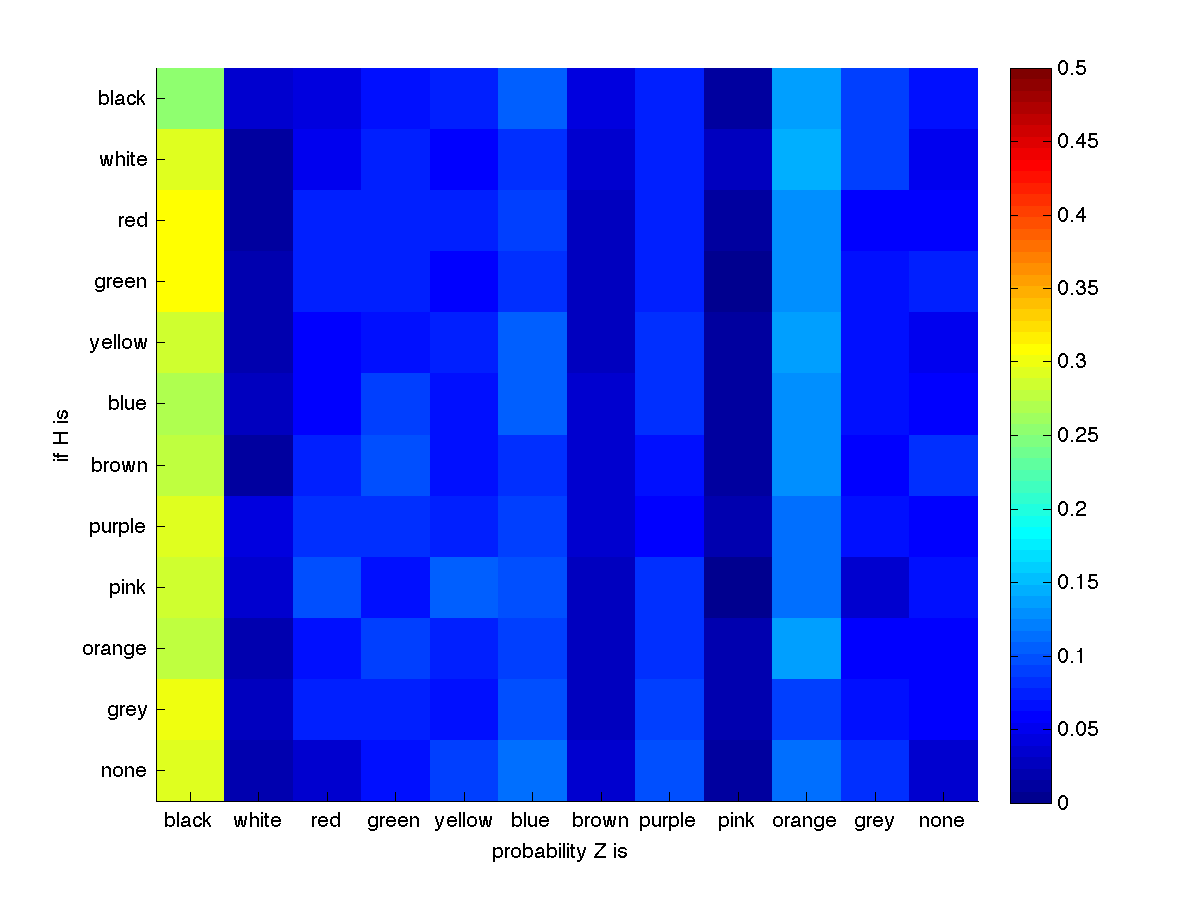 black
white
red
green
yellow
blue
brown
purple
pink
orange
grey
none
if H is
black white red green yellow blue brown purple pink orange grey none
probability Z is
0.5
0.45
0.4
0.35
0.3
0.25
0.2
0.15
0.1
0.05
0